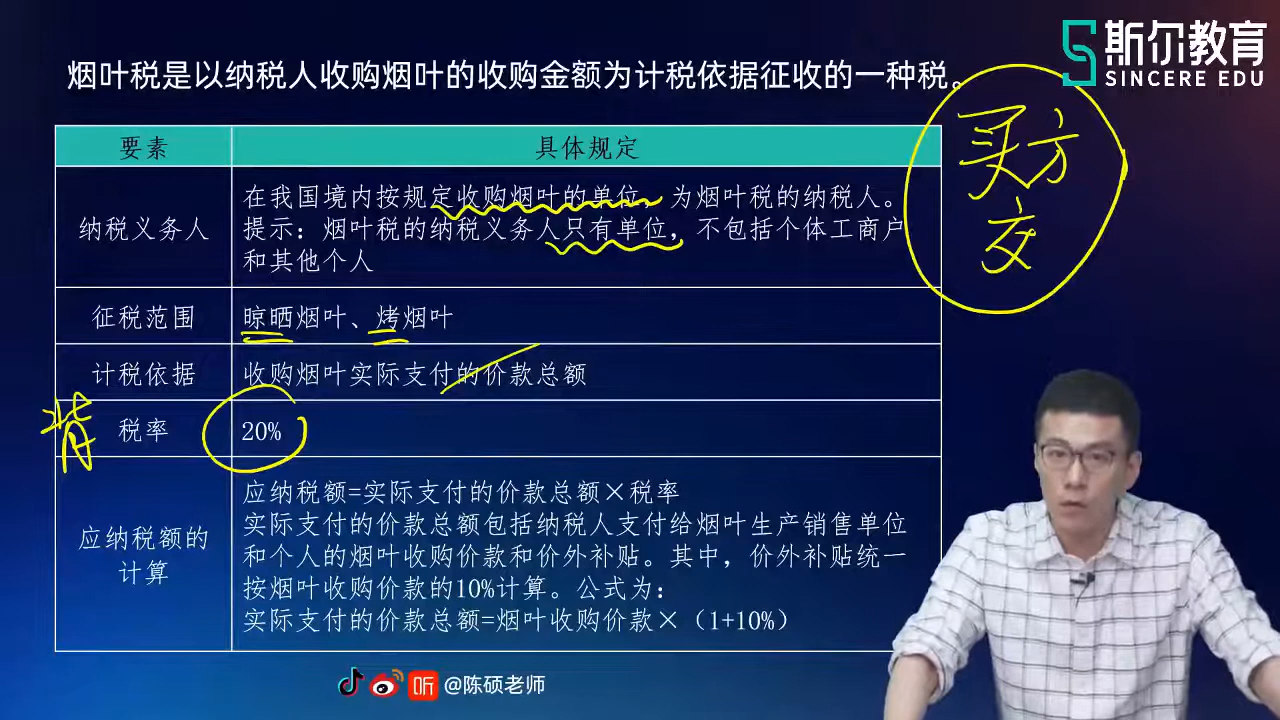 斯尔教育
SINCERE EDU
烟叶税是以纳税人收购烟叶的收购金额为计税依据征收的一种税。
买方
交
要素
具体规定
纳税义务人
在我国境内按规定收购烟叶的单位，为烟叶税的纳税人。
提示：烟叶税的纳税义务人只有单位，不包括个体工商户
和其他个人
征税范围
晾晒烟叶、烤烟叶
计税依据
收购烟叶实际支付的价款总额
背
税率
20%
应纳税额的
计算
应纳税额=实际支付的价款总额×税率
实际支付的价款总额包括纳税人支付给烟叶生产销售单位
和个人的烟叶收购价款和价外补贴。其中，价外补贴统一
按烟叶收购价款的10%计算。公式为：
实际支付的价款总额=烟叶收购价款×（1+10%）
听 @陈硕老师